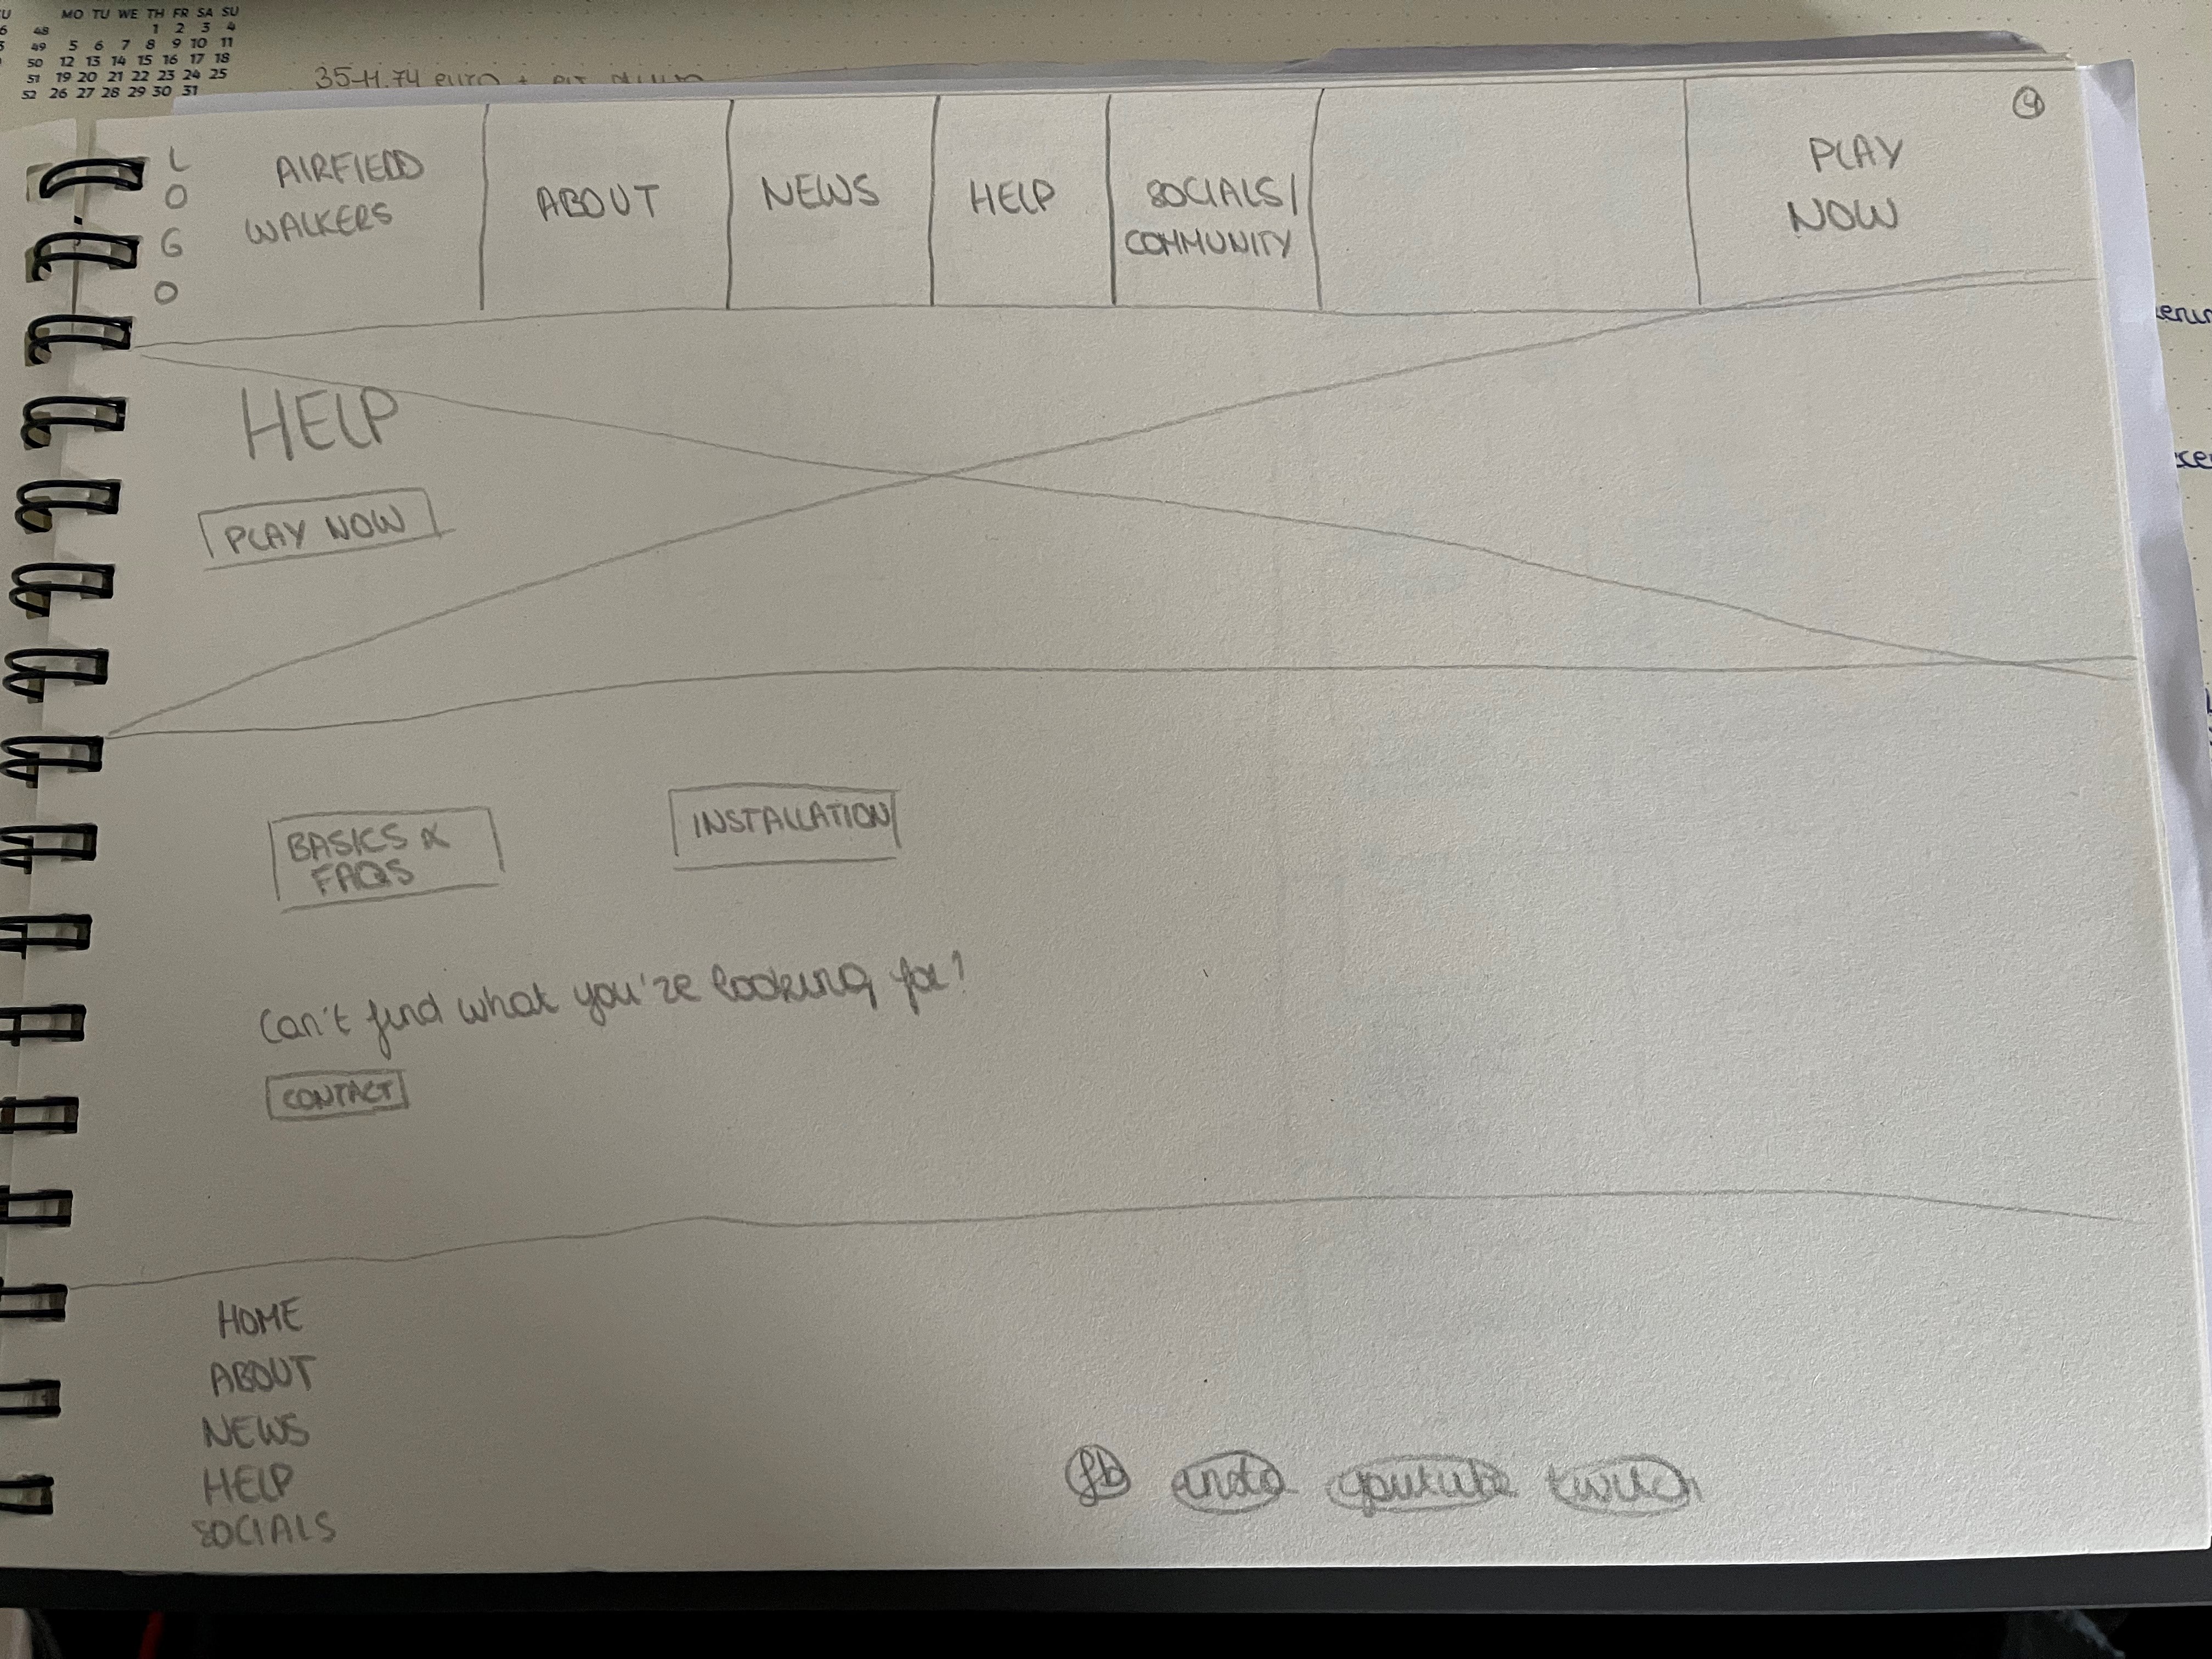 MO TU WE TH FR SA SU
48 1 2 3 4
49 5 6 7 8 9 10 11
50 12 13 14 15 16 17 18
51 19 20 21 22 23 24 25
52 26 27 28 29 30 31
35-11.74 euro +
L
O
G
O
AIRFIELD
WALKERS
ABOUT
NEWS
HELP
SOCIALS/
COMMUNITY
PLAY
NOW
4
HELP
PLAY NOW
BASICS &
FAQS
INSTALLATION
Can't find what you're looking for?
CONTACT
HOME
ABOUT
NEWS
HELP
SOCIALS
fb insta youtube twitch